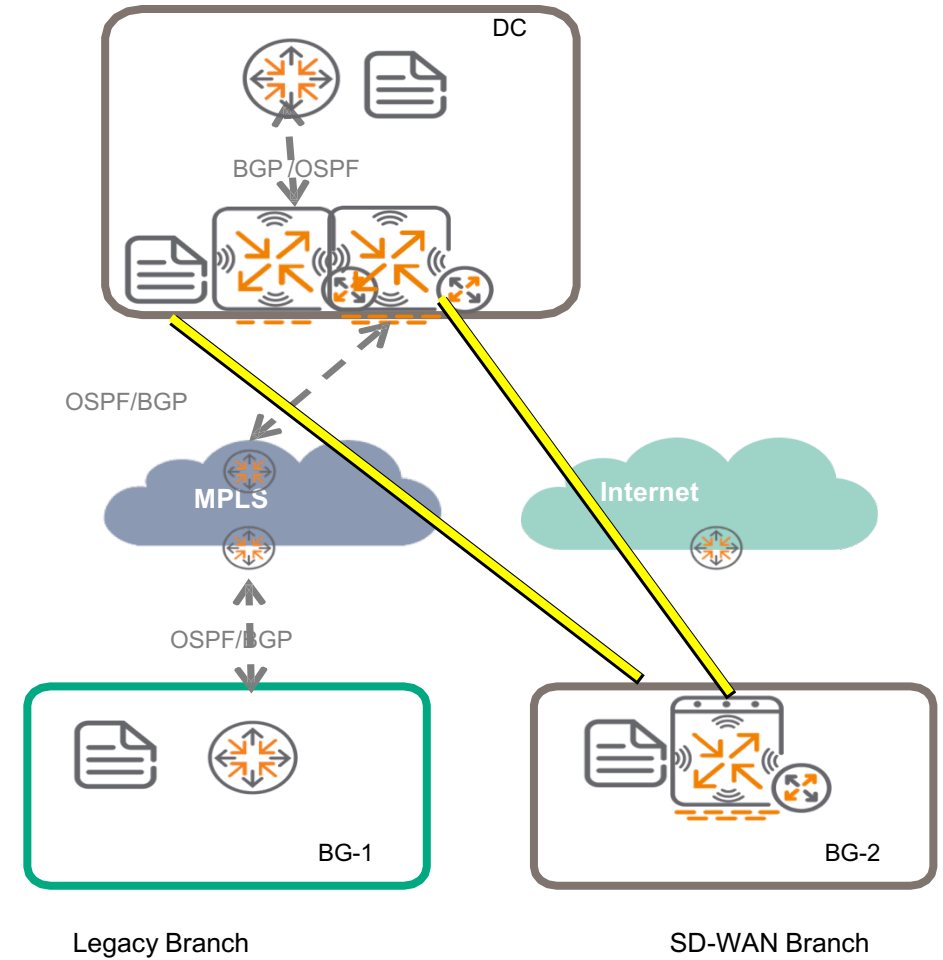 DC
BGP /OSPF
OSPF/BGP
MPLS
Internet
OSPF/BGP
BG-1
BG-2
Legacy Branch
SD-WAN Branch